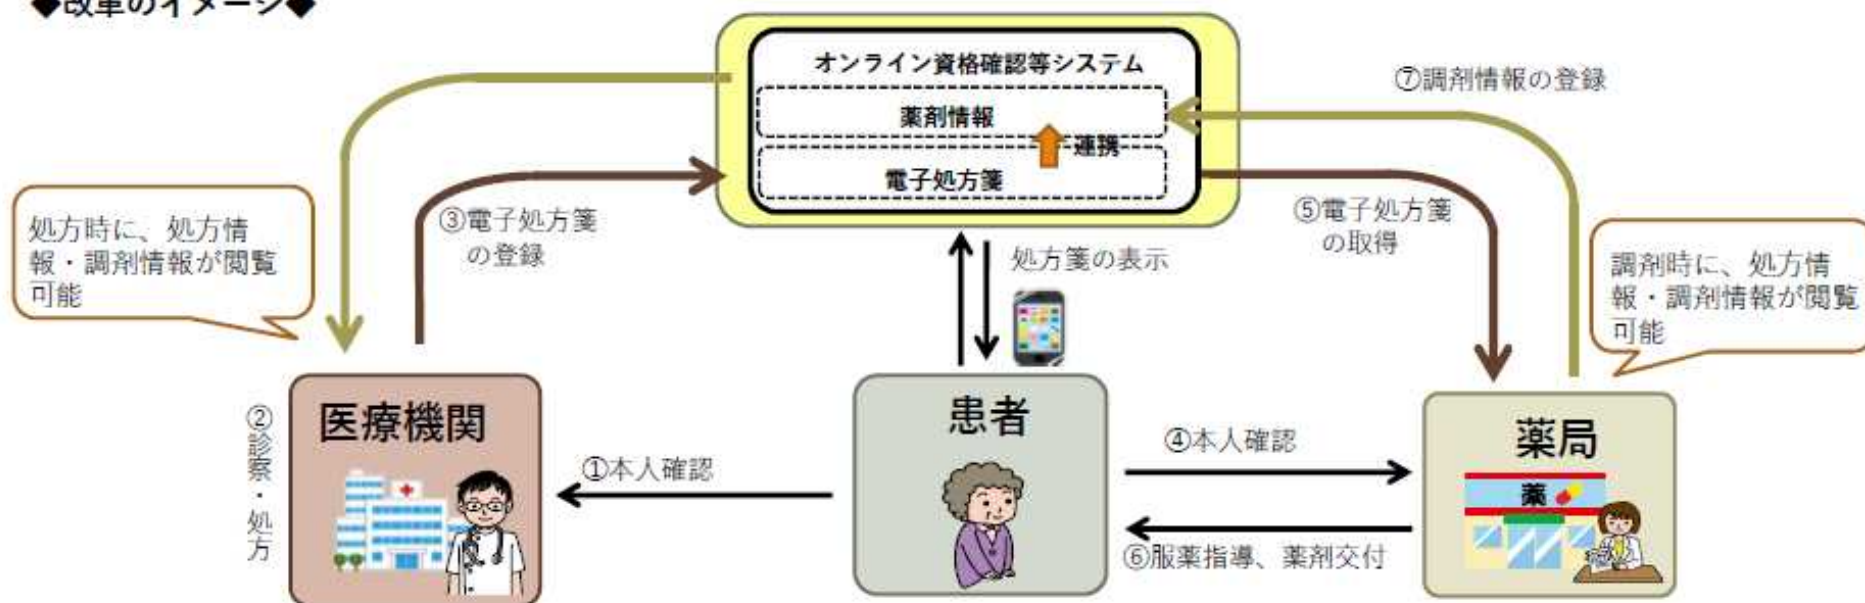 ◆改革のイメージ◆
オンライン資格確認等システム
薬剤情報
連携
電子処方箋
⑦調剤情報の登録
処方時に、処方情
報・調剤情報が閲覧
可能
③電子処方箋
の登録
処方箋の表示
⑤電子処方箋
の取得
調剤時に、処方情
報・調剤情報が閲覧
可能
②診察・処方
医療機関
①本人確認
患者
④本人確認
⑥服薬指導、薬剤交付
薬局
薬